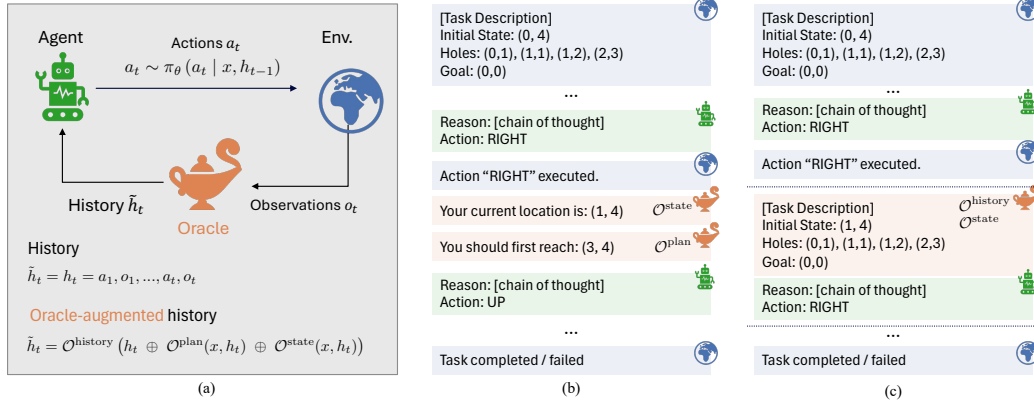 Agent
Env.
Actions a_t
a_t ∼ π_θ (a_t | x, h_{t−1})
History h̃_t
Oracle
Observations o_t
History
h̃_t = h_t = a_1, o_1, ..., a_t, o_t
Oracle-augmented history
h̃_t = O^history (h_t ⊕ O^plan(x, h_t) ⊕ O^state(x, h_t))
(a)
[Task Description]
Initial State: (0, 4)
Holes: (0,1), (1,1), (1,2), (2,3)
Goal: (0,0)
...
Reason: [chain of thought]
Action: RIGHT
Action “RIGHT” executed.
Your current location is: (1, 4) O^state
You should first reach: (3, 4) O^plan
Reason: [chain of thought]
Action: UP
...
Task completed / failed
(b)
[Task Description]
Initial State: (0, 4)
Holes: (0,1), (1,1), (1,2), (2,3)
Goal: (0,0)
...
Reason: [chain of thought]
Action: RIGHT
Action "RIGHT" executed.
O^history
[Task Description]
O^state
Initial State: (1, 4)
Holes: (0,1), (1,1), (1,2), (2,3)
Goal: (0,0)
Reason: [chain of thought]
Action: RIGHT
...
Task completed / failed
(c)